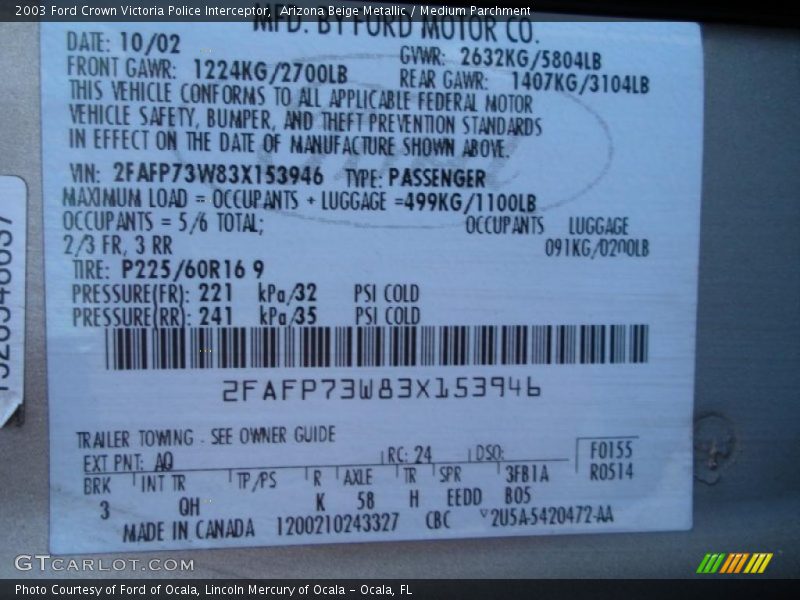 2003 Ford Crown Victoria Police Interceptor, Arizona Beige Metallic / Medium Parchment
MFD. BY FORD MOTOR CO.
DATE: 10/02 GVWR: 2632KG/5804LB
FRONT GAWR: 1224KG/2700LB REAR GAWR: 1407KG/3104LB
THIS VEHICLE CONFORMS TO ALL APPLICABLE FEDERAL MOTOR
VEHICLE SAFETY, BUMPER, AND THEFT PREVENTION STANDARDS
IN EFFECT ON THE DATE OF MANUFACTURE SHOWN ABOVE.
VIN: 2FAFP73W83X153946 TYPE: PASSENGER
MAXIMUM LOAD = OCCUPANTS + LUGGAGE =499KG/1100LB
OCCUPANTS = 5/6 TOTAL; OCCUPANTS LUGGAGE
2/3 FR, 3 RR 091KG/0200LB
TIRE: P225/60R16 9
PRESSURE(FR): 221 kPa/32 PSI COLD
PRESSURE(RR): 241 kPa/35 PSI COLD
2FAFP73W83X153946
TRAILER TOWING - SEE OWNER GUIDE
EXT PNT: AQ RC: 24 DSO: F0155
BRK INT TR TP/PS R AXLE TR SPR 3FB1A R0514
3 QH K 58 H EEDD B05
MADE IN CANADA 1200210243327 CBC 2U5A-5420472-AA
GTCARLOT.COM
Photo Courtesy of Ford of Ocala, Lincoln Mercury of Ocala – Ocala, FL